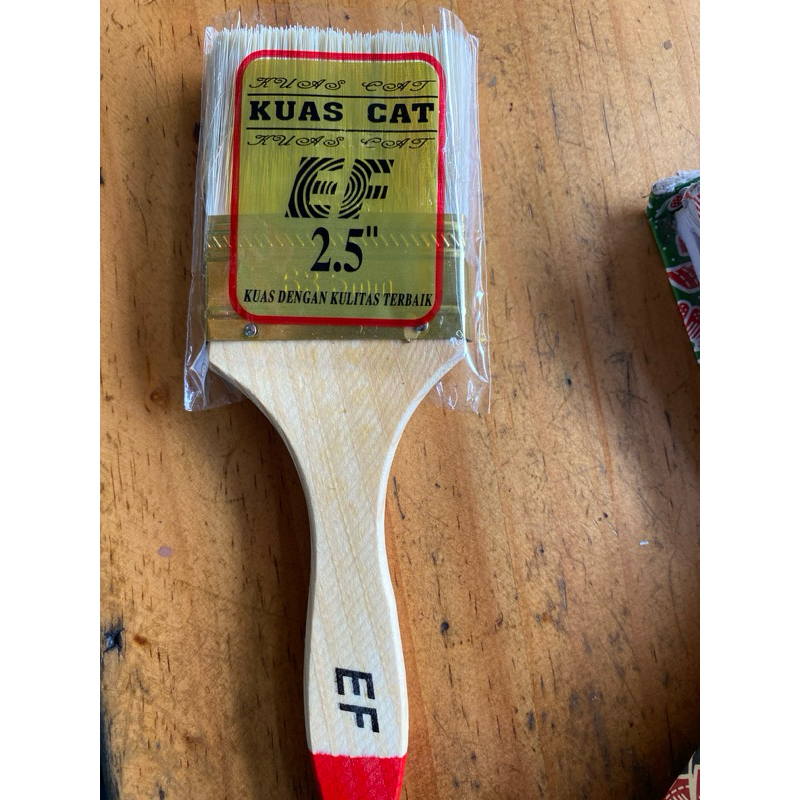 KUAS CAT
KUAS CAT
KUAS CAT
EF
2.5"
KUAS DENGAN KULITAS TERBAIK
EF